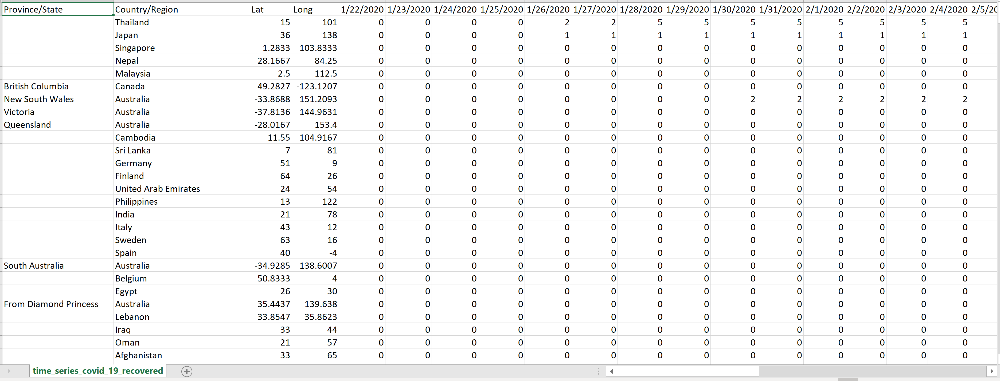 Province/State Country/Region Lat Long 1/22/2020 1/23/2020 1/24/2020 1/25/2020 1/26/2020 1/27/2020 1/28/2020 1/29/2020 1/30/2020 1/31/2020 2/1/2020 2/2/2020 2/3/2020 2/4/2020 2/5/20
Thailand 15 101 0 0 0 0 2 2 5 5 5 5 5 5 5 5
Japan 36 138 0 0 0 0 1 1 1 1 1 1 1 1 1 1
Singapore 1.2833 103.8333 0 0 0 0 0 0 0 0 0 0 0 0 0 0
Nepal 28.1667 84.25 0 0 0 0 0 0 0 0 0 0 0 0 0 0
Malaysia 2.5 112.5 0 0 0 0 0 0 0 0 0 0 0 0 0 0
British Columbia Canada 49.2827 -123.1207 0 0 0 0 0 0 0 0 0 0 0 0 0 0
New South Wales Australia -33.8688 151.2093 0 0 0 0 0 0 0 0 2 2 2 2 2 2
Victoria Australia -37.8136 144.9631 0 0 0 0 0 0 0 0 0 0 0 0 0 0
Queensland Australia -28.0167 153.4 0 0 0 0 0 0 0 0 0 0 0 0 0 0
Cambodia 11.55 104.9167 0 0 0 0 0 0 0 0 0 0 0 0 0 0
Sri Lanka 7 81 0 0 0 0 0 0 0 0 0 0 0 0 0 0
Germany 51 9 0 0 0 0 0 0 0 0 0 0 0 0 0 0
Finland 64 26 0 0 0 0 0 0 0 0 0 0 0 0 0 0
United Arab Emirates 24 54 0 0 0 0 0 0 0 0 0 0 0 0 0 0
Philippines 13 122 0 0 0 0 0 0 0 0 0 0 0 0 0 0
India 21 78 0 0 0 0 0 0 0 0 0 0 0 0 0 0
Italy 43 12 0 0 0 0 0 0 0 0 0 0 0 0 0 0
Sweden 63 16 0 0 0 0 0 0 0 0 0 0 0 0 0 0
Spain 40 -4 0 0 0 0 0 0 0 0 0 0 0 0 0 0
South Australia Australia -34.9285 138.6007 0 0 0 0 0 0 0 0 0 0 0 0 0 0
Belgium 50.8333 4 0 0 0 0 0 0 0 0 0 0 0 0 0 0
Egypt 26 30 0 0 0 0 0 0 0 0 0 0 0 0 0 0
From Diamond Princess Australia 35.4437 139.638 0 0 0 0 0 0 0 0 0 0 0 0 0 0
Lebanon 33.8547 35.8623 0 0 0 0 0 0 0 0 0 0 0 0 0 0
Iraq 33 44 0 0 0 0 0 0 0 0 0 0 0 0 0 0
Oman 21 57 0 0 0 0 0 0 0 0 0 0 0 0 0 0
Afghanistan 33 65 0 0 0 0 0 0 0 0 0 0 0 0 0 0
time_series_covid_19_recovered